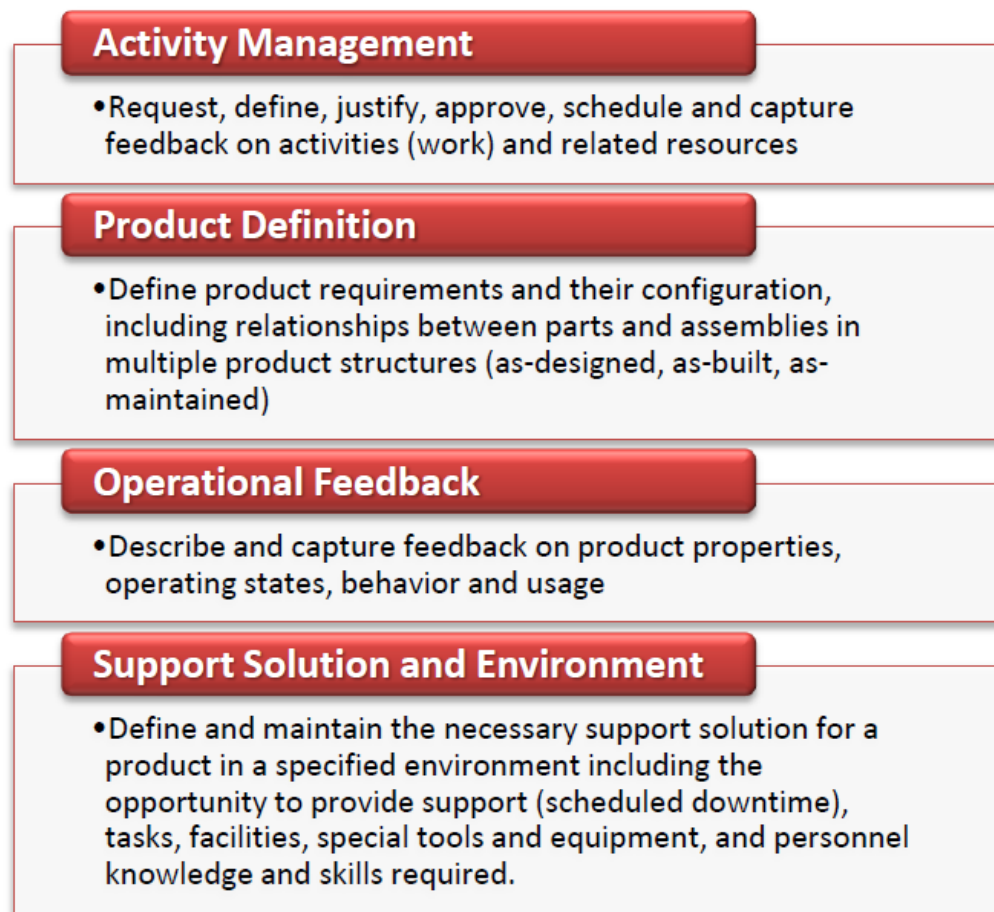 Activity Management
•Request, define, justify, approve, schedule and capture
feedback on activities (work) and related resources
Product Definition
•Define product requirements and their configuration,
including relationships between parts and assemblies in
multiple product structures (as-designed, as-built, as-
maintained)
Operational Feedback
•Describe and capture feedback on product properties,
operating states, behavior and usage
Support Solution and Environment
•Define and maintain the necessary support solution for a
product in a specified environment including the
opportunity to provide support (scheduled downtime),
tasks, facilities, special tools and equipment, and personnel
knowledge and skills required.